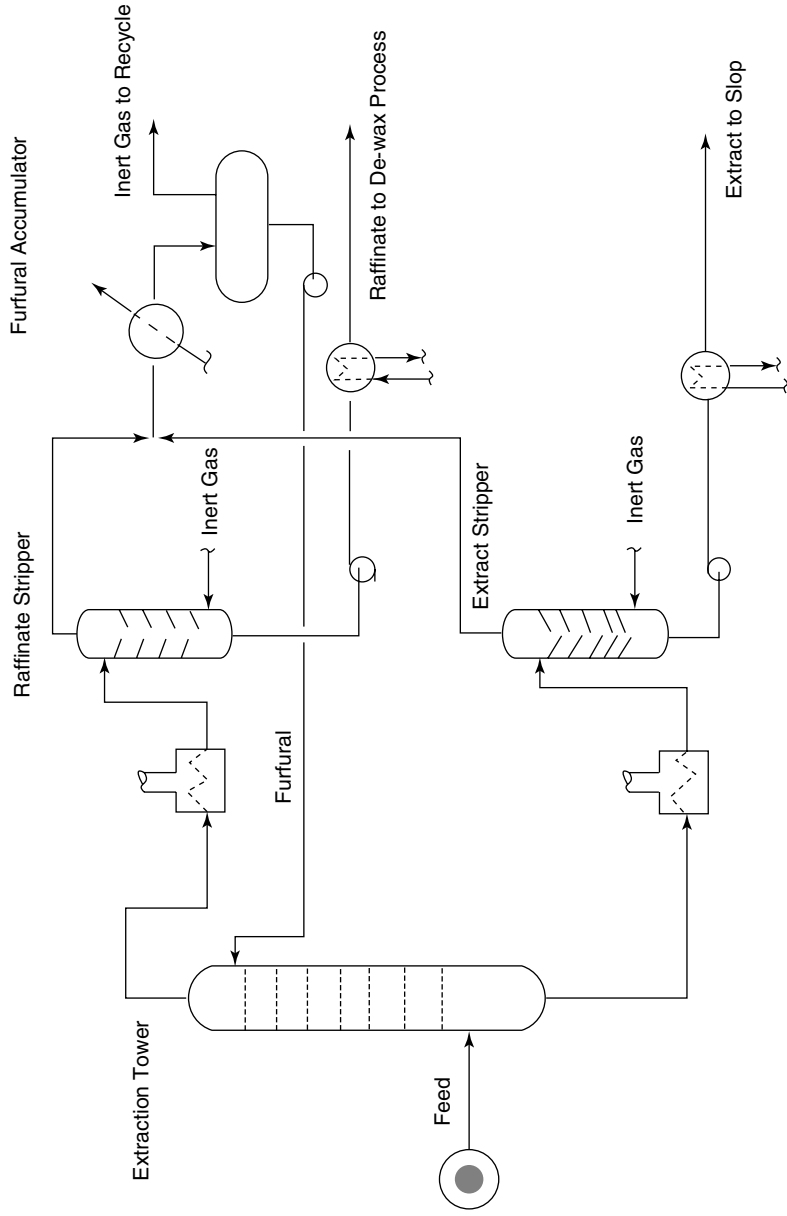 Furfural Accumulator
Inert Gas to Recycle
Raffinate Stripper
Inert Gas
Raffinate to De-wax Process
Extraction Tower
Furfural
Extract Stripper
Inert Gas
Extract to Slop
Feed